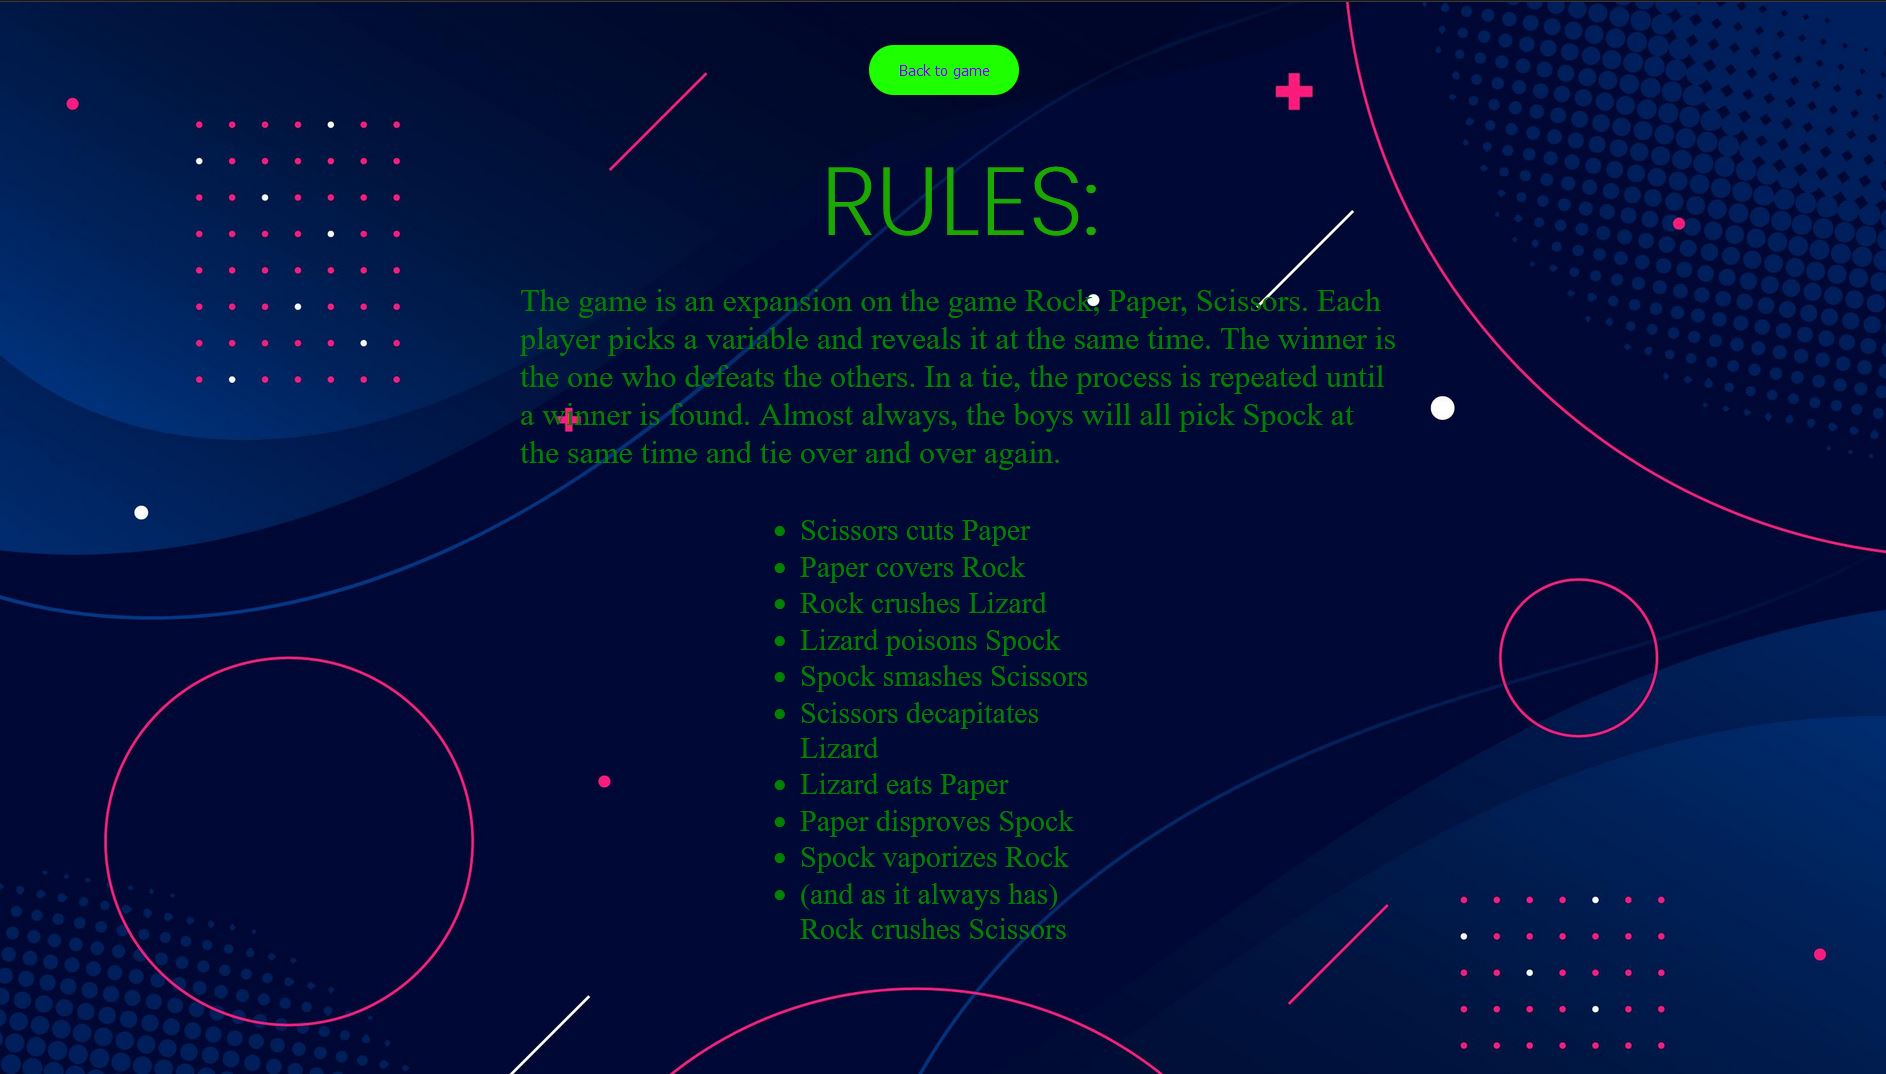 Back to game
RULES:
The game is an expansion on the game Rock, Paper, Scissors. Each
player picks a variable and reveals it at the same time. The winner is
the one who defeats the others. In a tie, the process is repeated until
a winner is found. Almost always, the boys will all pick Spock at
the same time and tie over and over again.
• Scissors cuts Paper
• Paper covers Rock
• Rock crushes Lizard
• Lizard poisons Spock
• Spock smashes Scissors
• Scissors decapitates
Lizard
• Lizard eats Paper
• Paper disproves Spock
• Spock vaporizes Rock
• (and as it always has)
Rock crushes Scissors